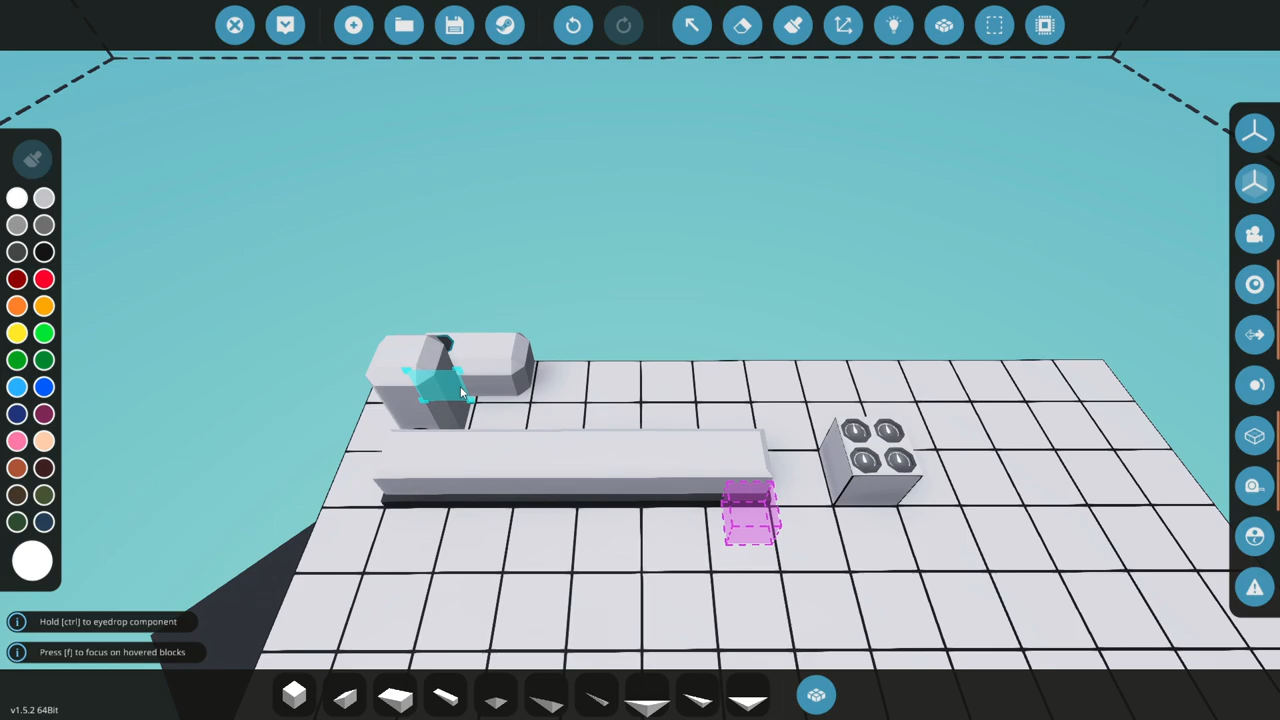 Hold [ctrl] to eyedrop component
Press [f] to focus on hovered blocks
v1.5.2 64Bit